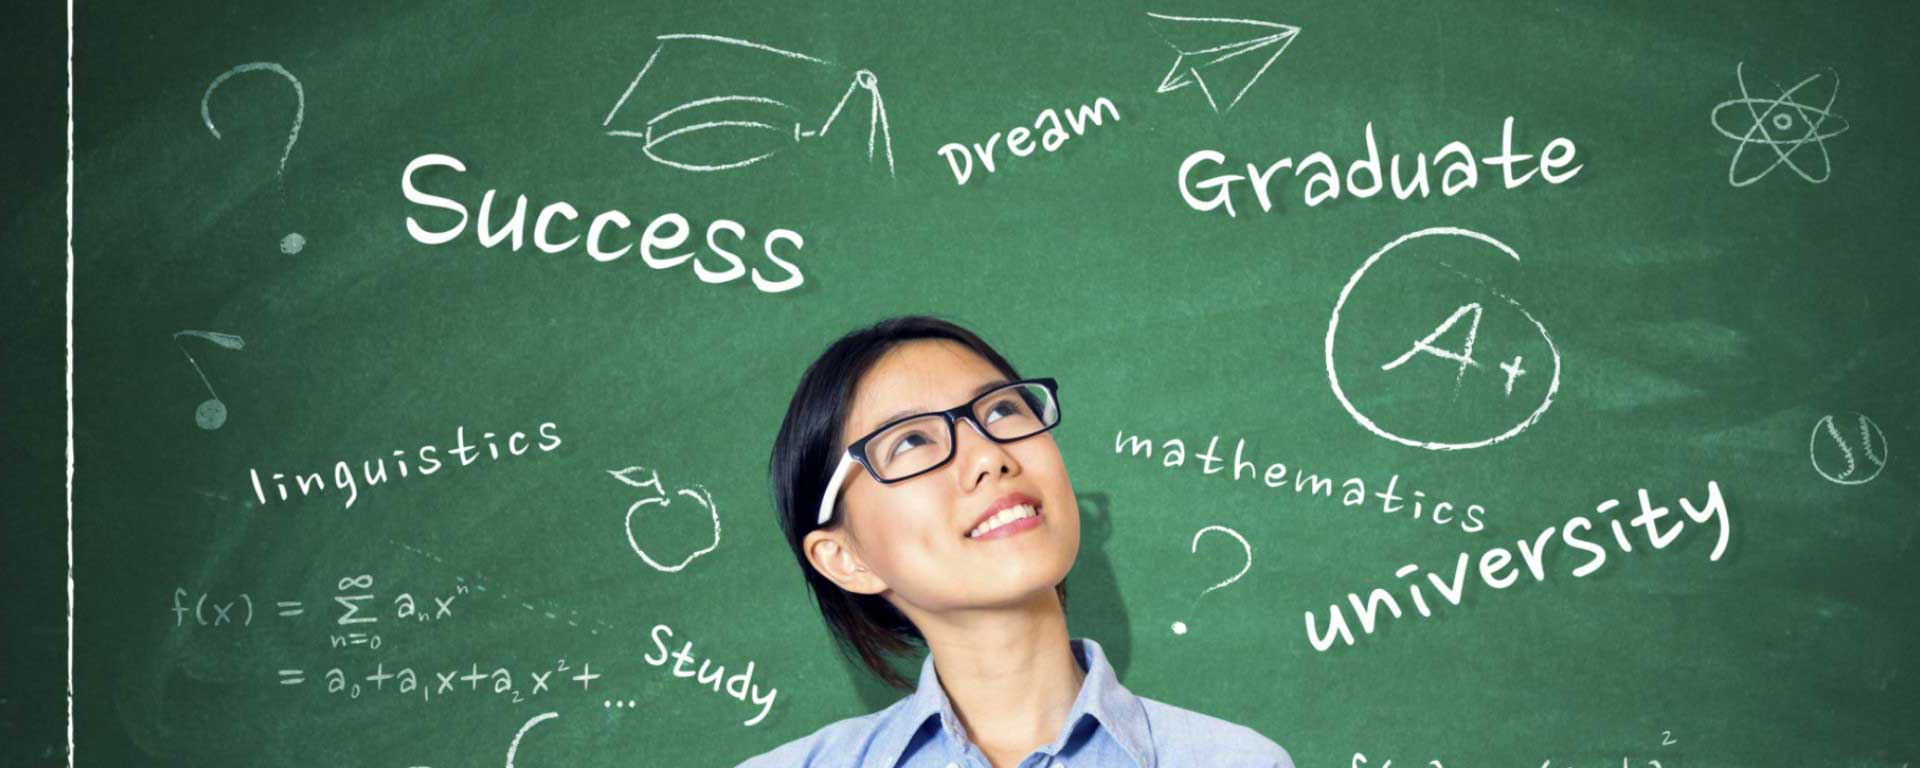 Dream
Graduate
Success
A+
linguistics
mathematics
university
f(x) = ∞ Σ n=0 aₙxⁿ
= a₀+a₁x+a₂x²+...
study